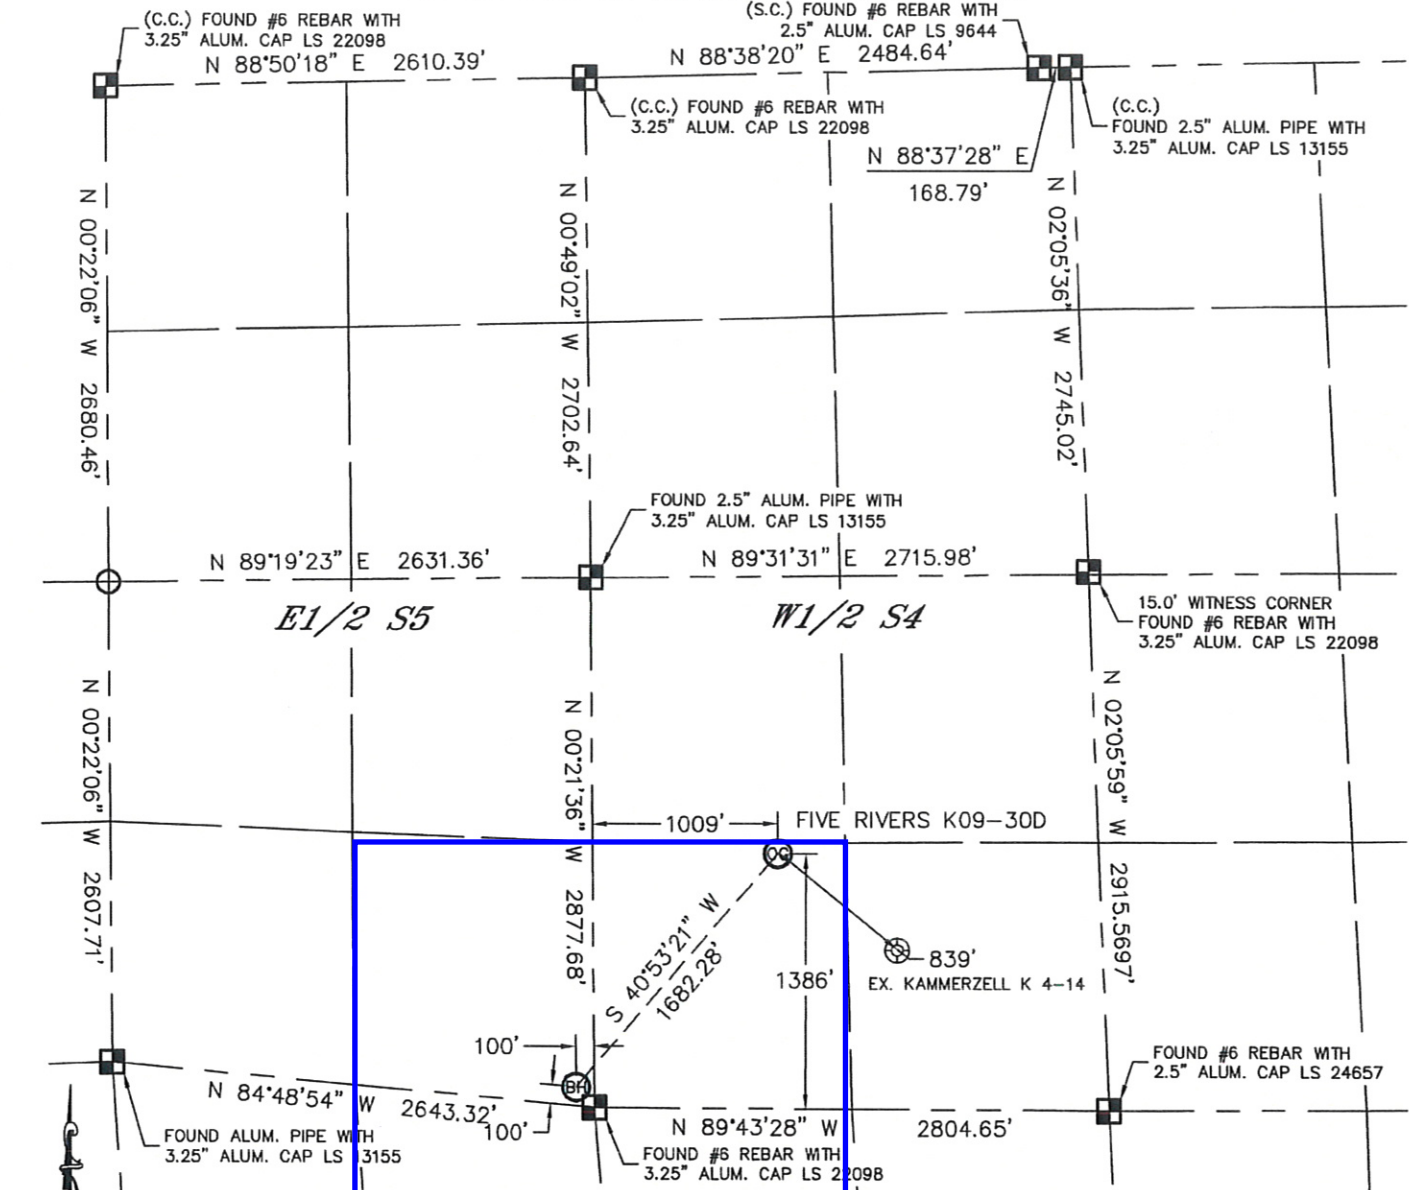 (C.C.) FOUND #6 REBAR WITH
3.25" ALUM. CAP LS 22098
N 88°50'18" E 2610.39'
(S.C.) FOUND #6 REBAR WITH
2.5" ALUM. CAP LS 9644
N 88°38'20" E 2484.64'
(C.C.) FOUND #6 REBAR WITH
3.25" ALUM. CAP LS 22098
(C.C.)
FOUND 2.5" ALUM. PIPE WITH
3.25" ALUM. CAP LS 13155
N 88°37'28" E
168.79'
N 00°22'06" W 2680.46'
N 00°49'02" W 2702.64'
N 02°05'36" W 2745.02'
FOUND 2.5" ALUM. PIPE WITH
3.25" ALUM. CAP LS 13155
N 89°19'23" E 2631.36'
N 89°31'31" E 2715.98'
E1/2 S5
W1/2 S4
15.0' WITNESS CORNER
FOUND #6 REBAR WITH
3.25" ALUM. CAP LS 22098
N 00°22'06" W 2607.71'
N 00°21'36" W 2877.68'
N 02°05'59" W 2915.5697'
1009'
FIVE RIVERS K09-30D
OG
S 40°53'21" W
1682.28'
1386'
839'
EX. KAMMERZELL K 4-14
100'
BH
100'
N 84°48'54" W 2643.32'
N 89°43'28" W 2804.65'
FOUND #6 REBAR WITH
2.5" ALUM. CAP LS 24657
FOUND ALUM. PIPE WITH
3.25" ALUM. CAP LS 13155
FOUND #6 REBAR WITH
3.25" ALUM. CAP LS 22098